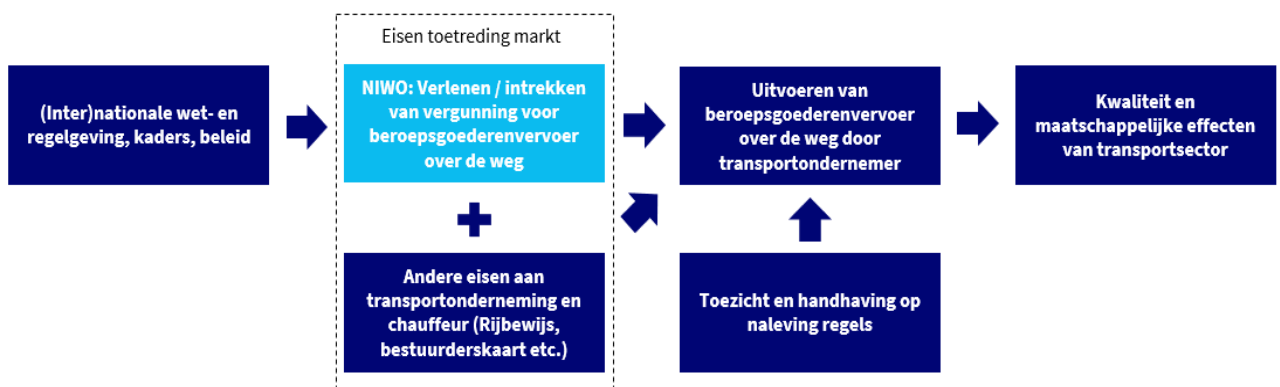 Eisen toetreding markt
(Inter)nationale wet- en
regelgeving, kaders, beleid
NIWO: Verlenen / intrekken
van vergunning voor
beroepsgoederenvervoer
over de weg
Uitvoeren van
beroepsgoederenvervoer
over de weg door
transportondernemer
Kwaliteit en
maatschappelijke effecten
van transportsector
Andere eisen aan
transportonderneming en
chauffeur (Rijbewijs,
bestuurderskaart etc.)
Toezicht en handhaving op
naleving regels